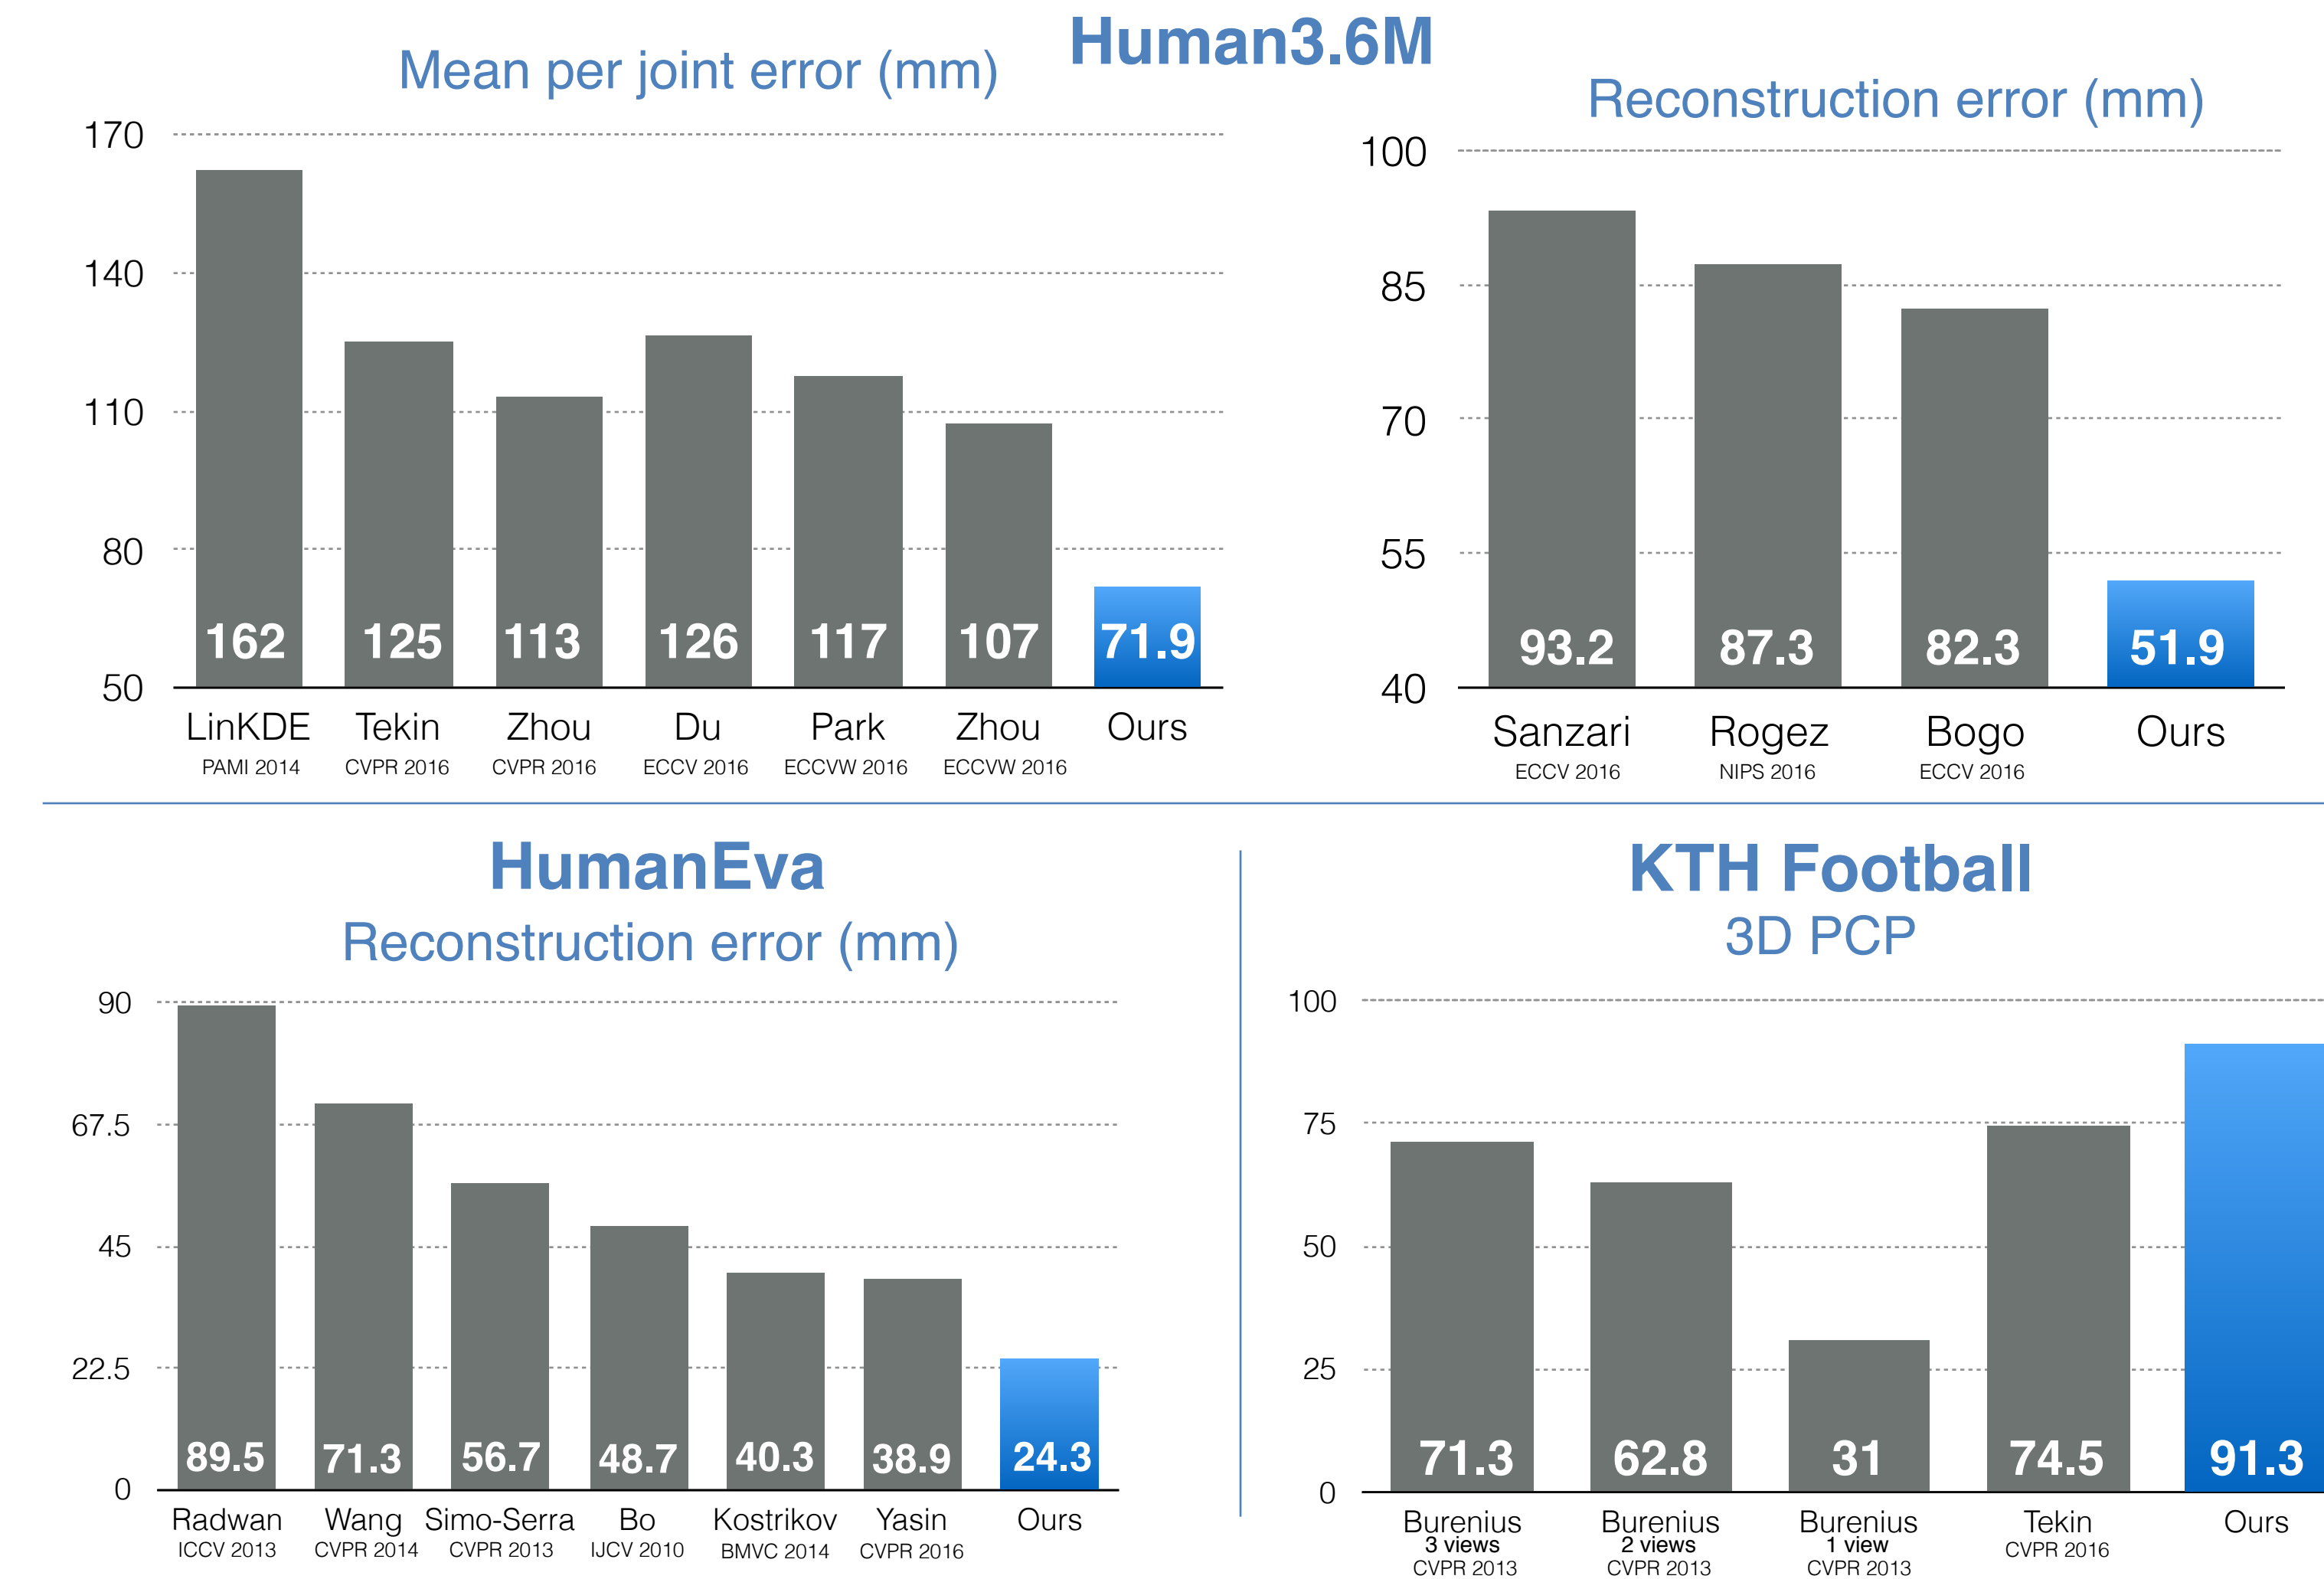 Human3.6M
Mean per joint error (mm)
170
140
110
80
50
162 125 113 126 117 107 71.9
LinKDE Tekin Zhou Du Park Zhou Ours
PAMI 2014 CVPR 2016 CVPR 2016 ECCV 2016 ECCVW 2016 ECCVW 2016
Reconstruction error (mm)
100
85
70
55
40
93.2 87.3 82.3 51.9
Sanzari Rogez Bogo Ours
ECCV 2016 NIPS 2016 ECCV 2016
HumanEva
Reconstruction error (mm)
90
67.5
45
22.5
0
89.5 71.3 56.7 48.7 40.3 38.9 24.3
Radwan Wang Simo-Serra Bo Kostrikov Yasin Ours
ICCV 2013 CVPR 2014 CVPR 2013 IJCV 2010 BMVC 2014 CVPR 2016
KTH Football
3D PCP
100
75
50
25
0
71.3 62.8 31 74.5 91.3
Burenius Burenius Burenius Tekin Ours
3 views 2 views 1 view CVPR 2016
CVPR 2013 CVPR 2013 CVPR 2013